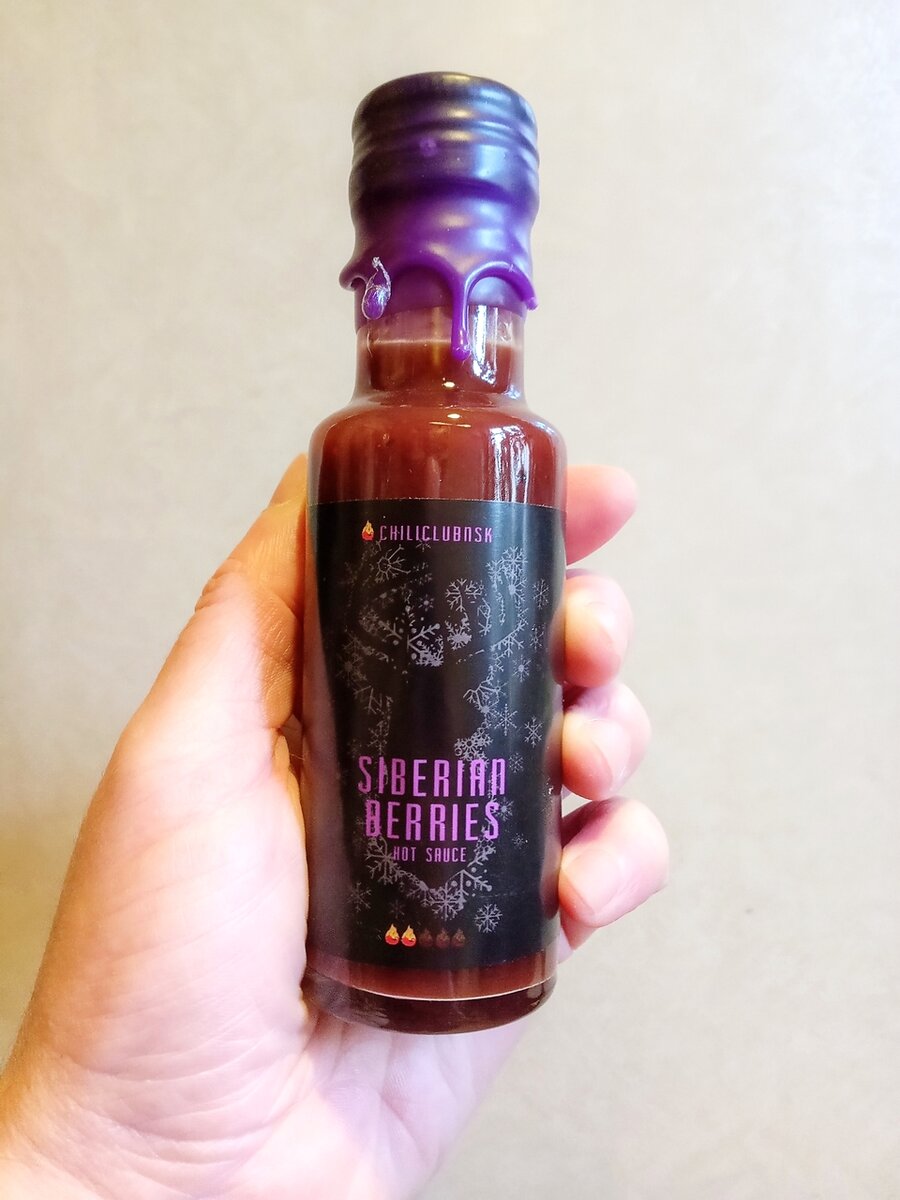 CHILICLUBNSK
SIBERIAN
BERRIES
HOT SAUCE